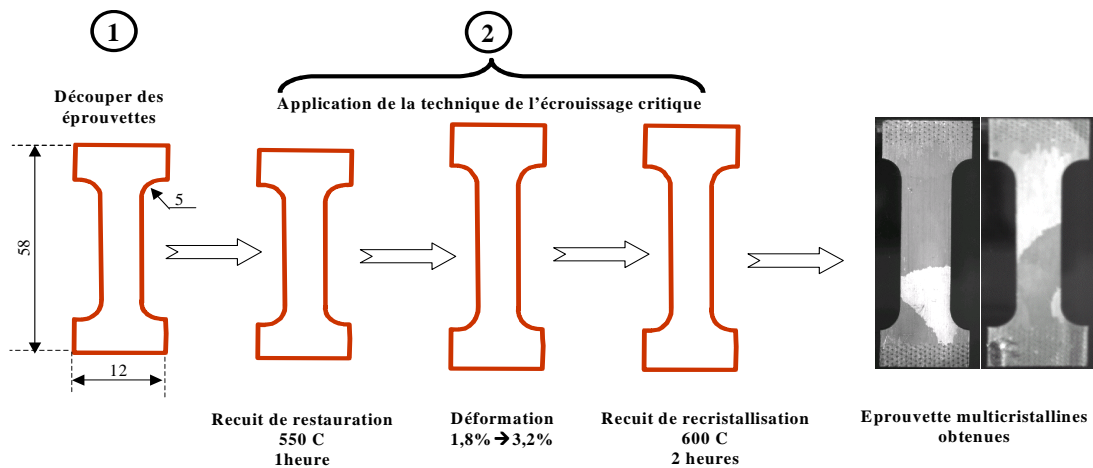 1
2
Découper des
éprouvettes
Application de la technique de l'écrouissage critique
5
58
12
Recuit de restauration
550 C
1heure
Déformation
1,8%➔3,2%
Recuit de recristallisation
600 C
2 heures
Eprouvette multicristallines
obtenues